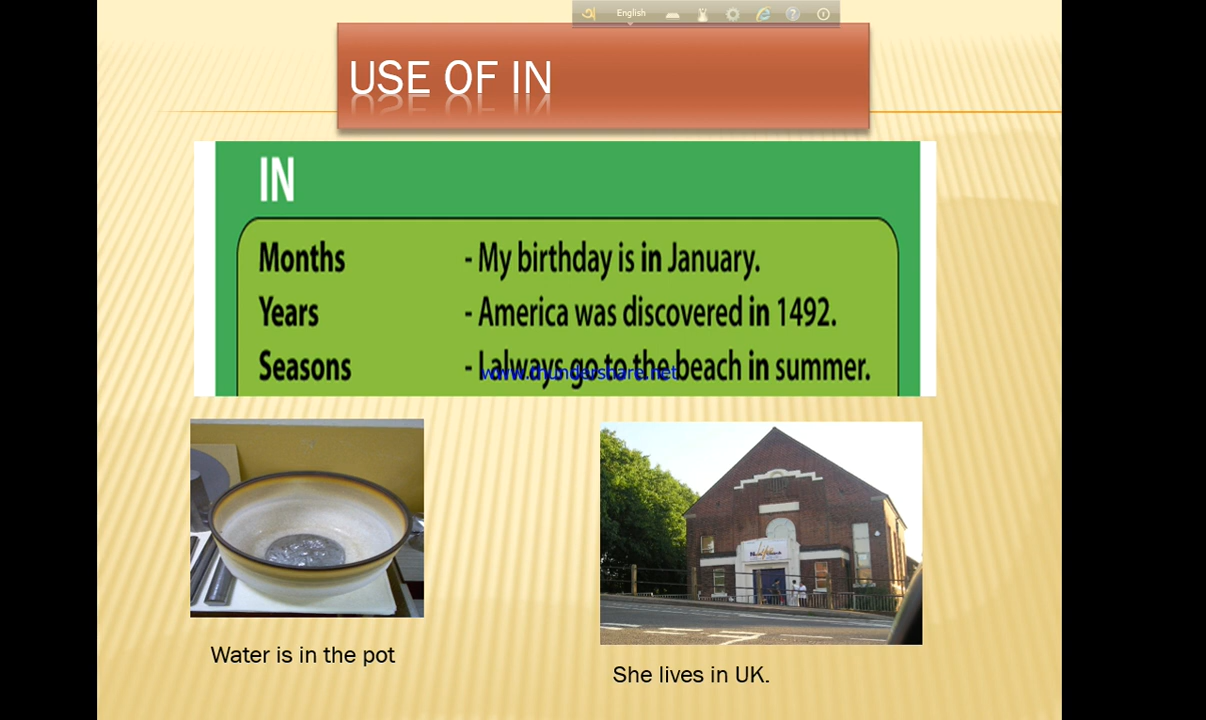 English
USE OF IN
IN
Months - My birthday is in January.
Years - America was discovered in 1492.
Seasons - I always go to the beach in summer.
www.thundershare.net
Water is in the pot
She lives in UK.